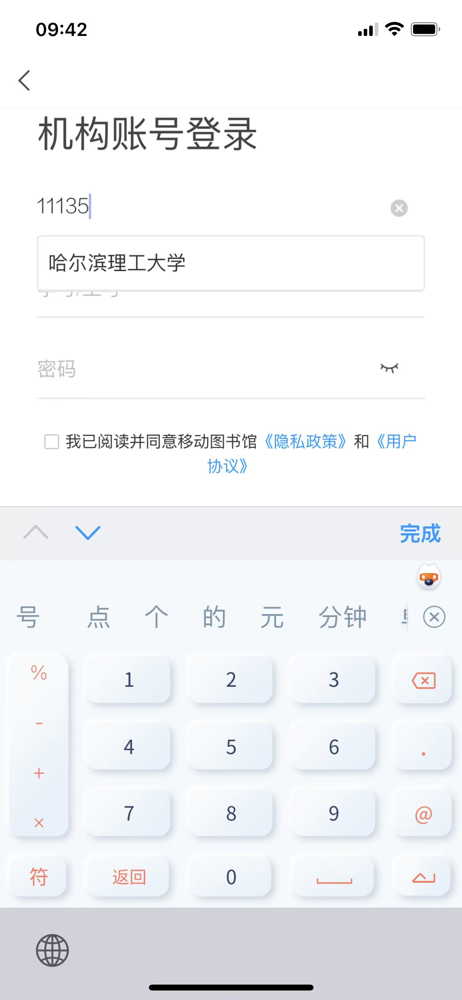 09:42
机构账号登录
11135
哈尔滨理工大学
密码
我已阅读并同意移动图书馆《隐私政策》和《用户
协议》
完成
号 点 个 的 元 分钟
% 1 2 3
- 4 5 6 .
+ 7 8 9 @
×
符 返回 0